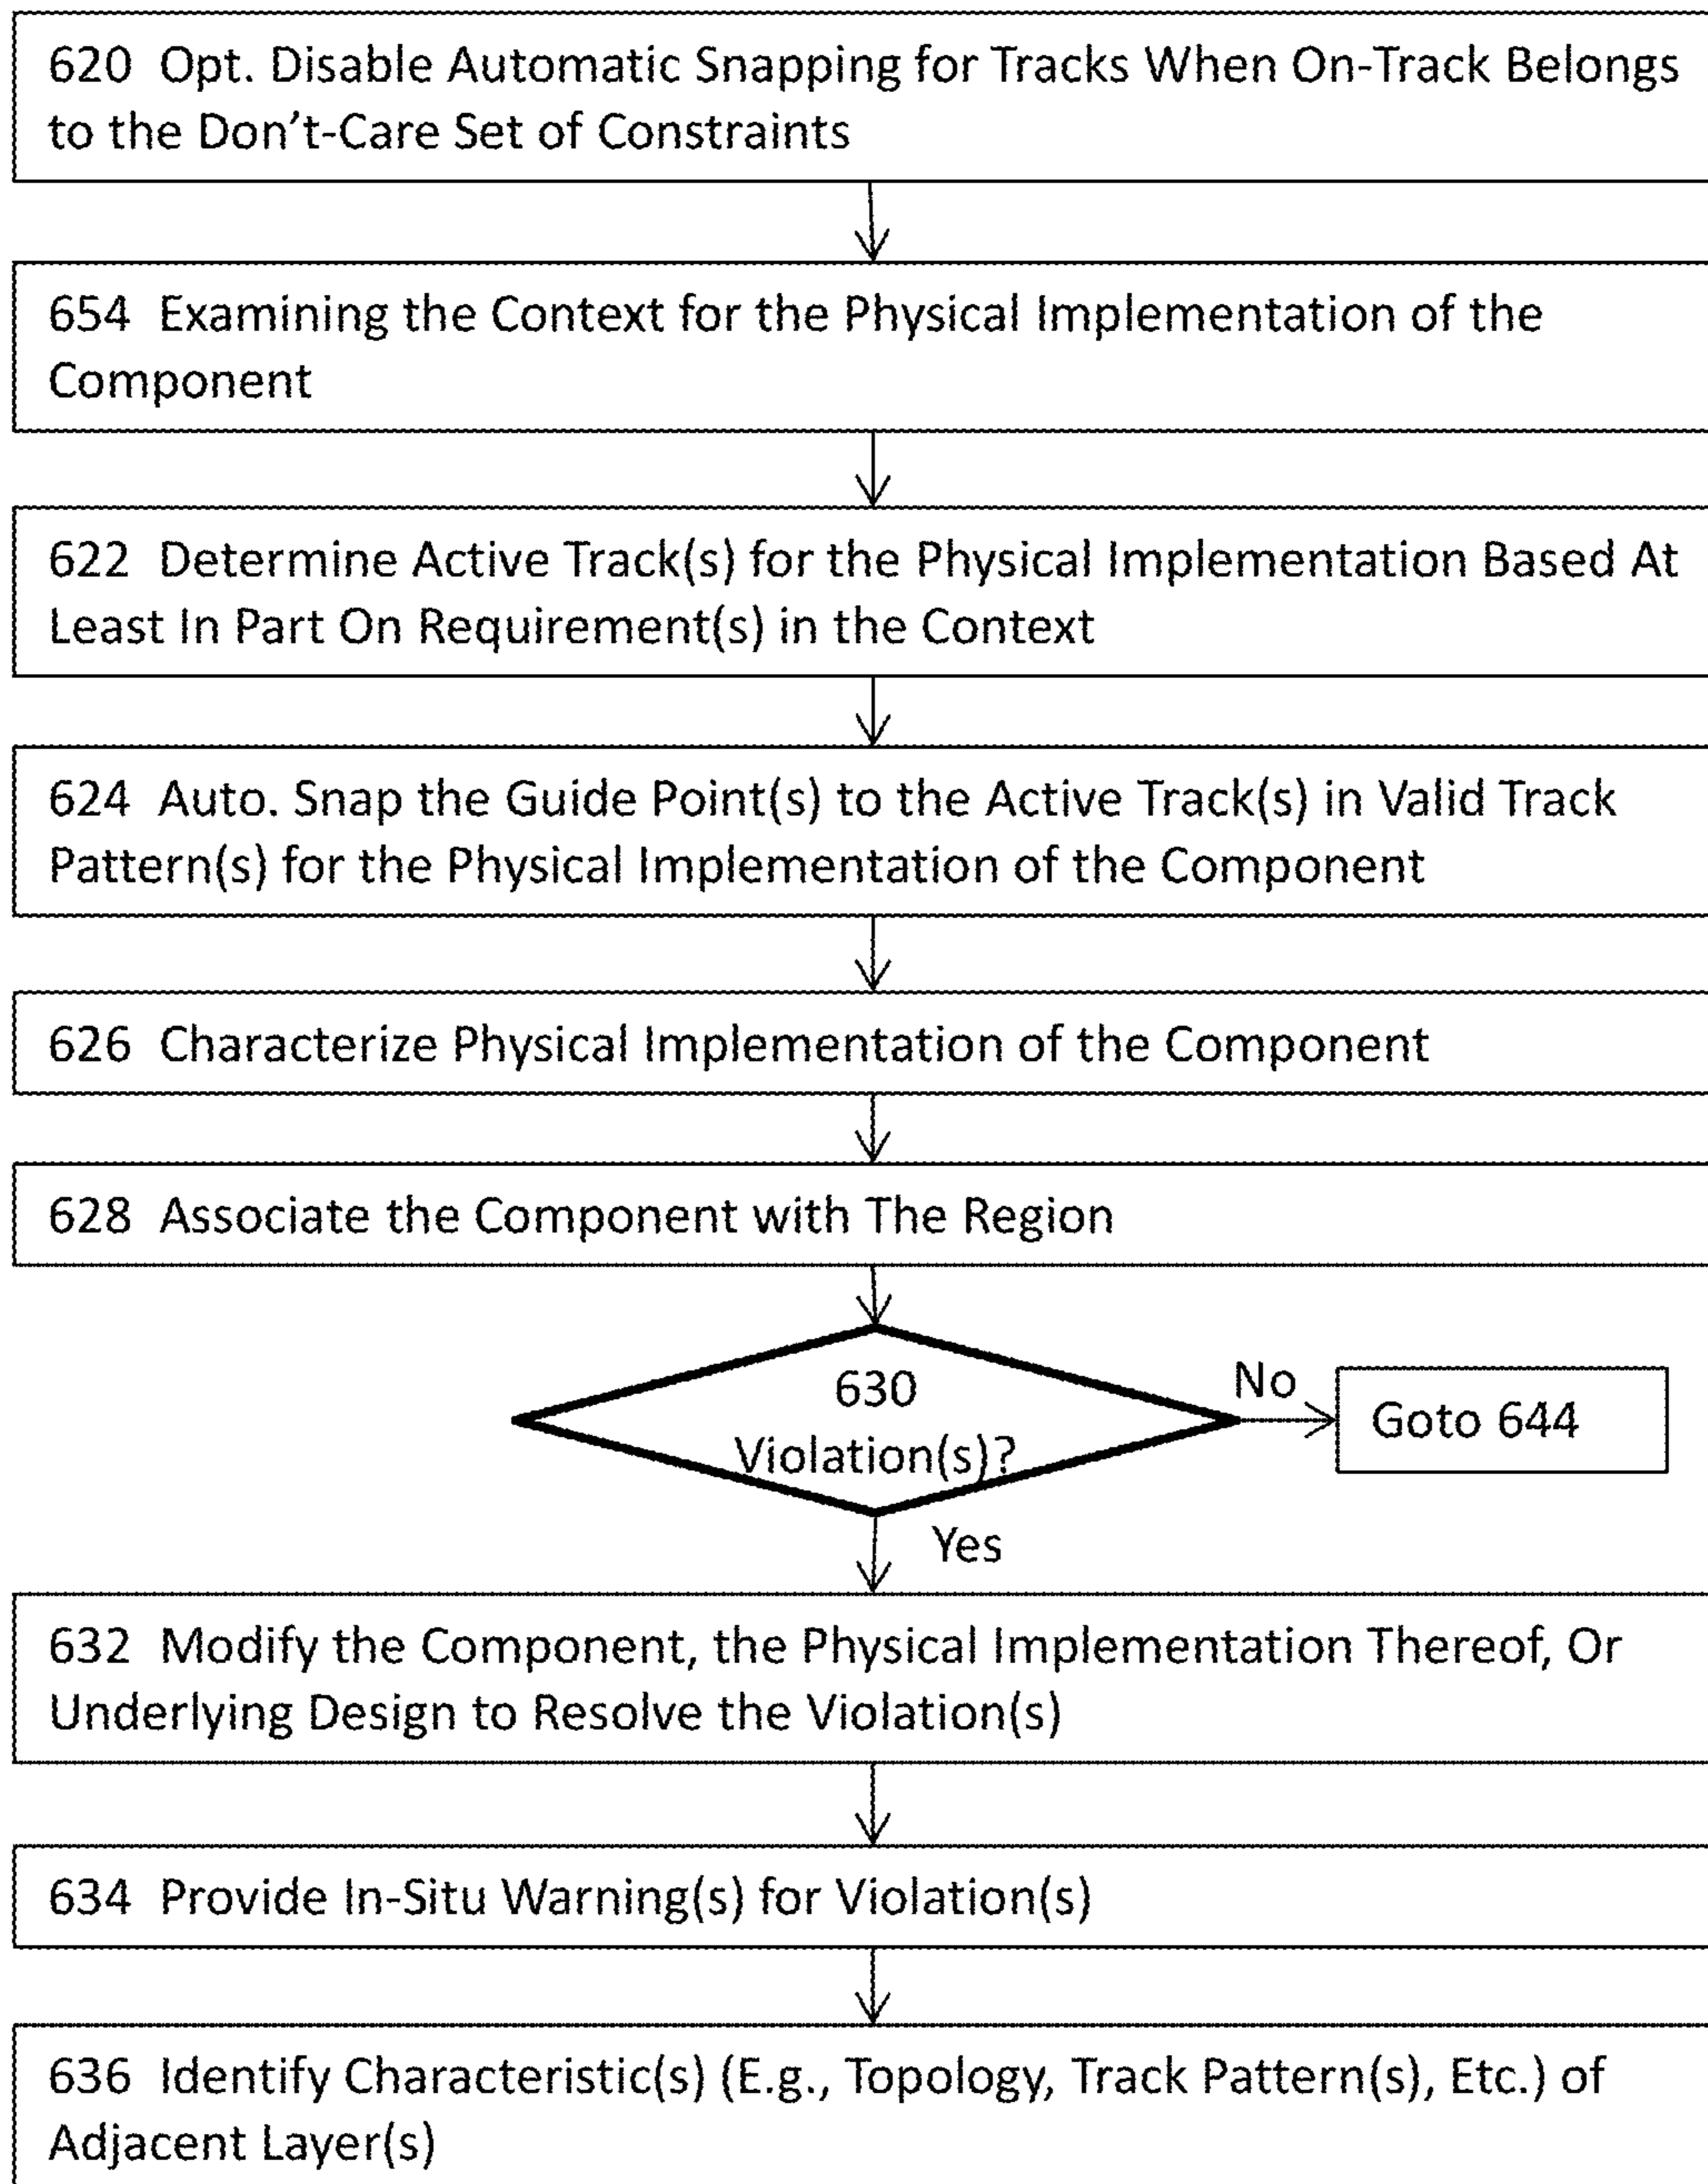 620 Opt. Disable Automatic Snapping for Tracks When On-Track Belongs
to the Don't-Care Set of Constraints
654 Examining the Context for the Physical Implementation of the
Component
622 Determine Active Track(s) for the Physical Implementation Based At
Least In Part On Requirement(s) in the Context
624 Auto. Snap the Guide Point(s) to the Active Track(s) in Valid Track
Pattern(s) for the Physical Implementation of the Component
626 Characterize Physical Implementation of the Component
628 Associate the Component with The Region
630
Violation(s)?
No
Goto 644
Yes
632 Modify the Component, the Physical Implementation Thereof, Or
Underlying Design to Resolve the Violation(s)
634 Provide In-Situ Warning(s) for Violation(s)
636 Identify Characteristic(s) (E.g., Topology, Track Pattern(s), Etc.) of
Adjacent Layer(s)